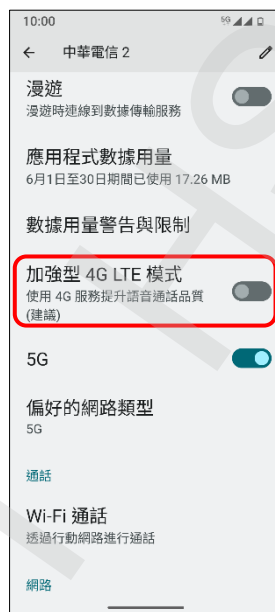 10:00
5G
中華電信 2
漫遊
漫遊時連線到數據傳輸服務
應用程式數據用量
6月1日至30日期間已使用 17.26 MB
數據用量警告與限制
加強型 4G LTE 模式
使用 4G 服務提升語音通話品質
(建議)
5G
偏好的網路類型
5G
通話
Wi-Fi 通話
透過行動網路進行通話
網路